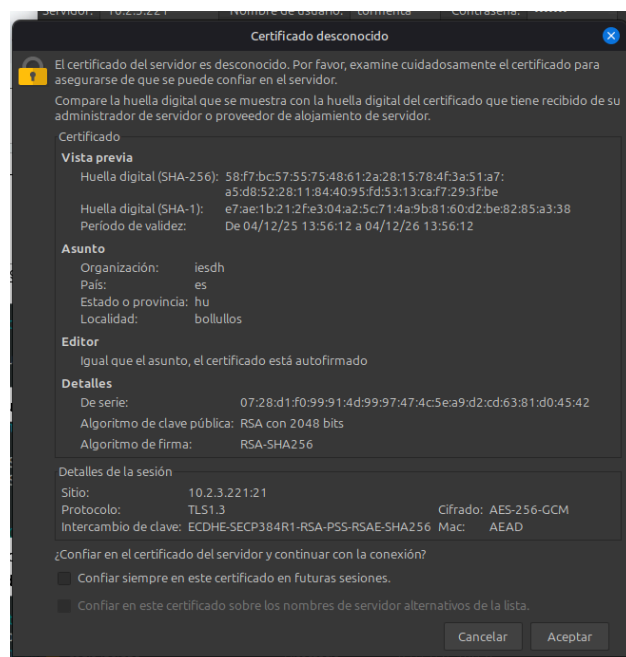 Servidor: 10.2.3.221 Nombre de usuario: tormenta Contraseña:
Certificado desconocido
El certificado del servidor es desconocido. Por favor, examine cuidadosamente el certificado para
asegurarse de que se puede confiar en el servidor.
Compare la huella digital que se muestra con la huella digital del certificado que tiene recibido de su
administrador de servidor o proveedor de alojamiento de servidor.
Certificado
Vista previa
Huella digital (SHA-256): 58:f7:bc:57:55:75:48:61:2a:28:15:78:4f:3a:51:a7:
a5:d8:52:28:11:84:40:95:fd:53:13:ca:f7:29:3f:be
Huella digital (SHA-1): e7:ae:1b:21:2f:e3:04:a2:5c:71:4a:9b:81:60:d2:be:82:85:a3:38
Período de validez: De 04/12/25 13:56:12 a 04/12/26 13:56:12
Asunto
Organización: iesdh
País: es
Estado o provincia: hu
Localidad: bollullos
Editor
Igual que el asunto, el certificado está autofirmado
Detalles
De serie: 07:28:d1:f0:99:91:4d:99:97:47:4c:5e:a9:d2:cd:63:81:d0:45:42
Algoritmo de clave pública: RSA con 2048 bits
Algoritmo de firma: RSA-SHA256
Detalles de la sesión
Sitio: 10.2.3.221:21
Protocolo: TLS1.3 Cifrado: AES-256-GCM
Intercambio de clave: ECDHE-SECP384R1-RSA-PSS-RSAE-SHA256 Mac: AEAD
¿Confiar en el certificado del servidor y continuar con la conexión?
Confiar siempre en este certificado en futuras sesiones.
Confiar en este certificado sobre los nombres de servidor alternativos de la lista.
Cancelar Aceptar